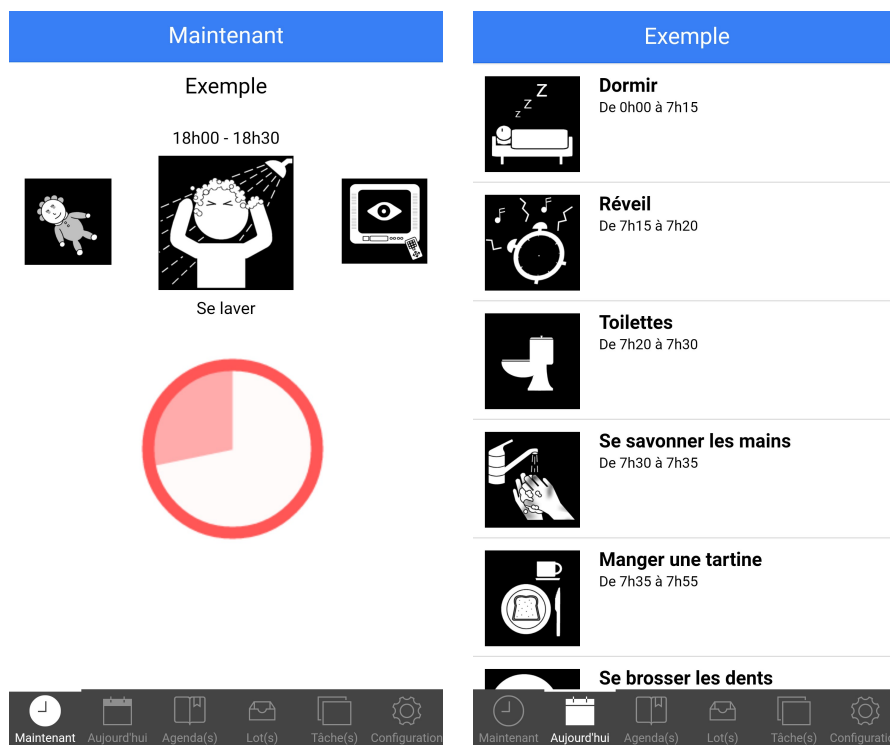 Maintenant
Exemple
18h00 - 18h30
Se laver
Maintenant Aujourd'hui Agenda(s) Lot(s) Tâche(s) Configuration
Exemple
Z
Z
Z
Dormir
De 0h00 à 7h15
Réveil
De 7h15 à 7h20
Toilettes
De 7h20 à 7h30
Se savonner les mains
De 7h30 à 7h35
Manger une tartine
De 7h35 à 7h55
Se brosser les dents
Maintenant Aujourd'hui Agenda(s) Lot(s) Tâche(s) Configurati